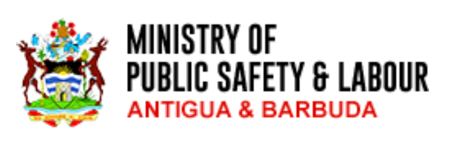 MINISTRY OF
PUBLIC SAFETY & LABOUR
ANTIGUA & BARBUDA